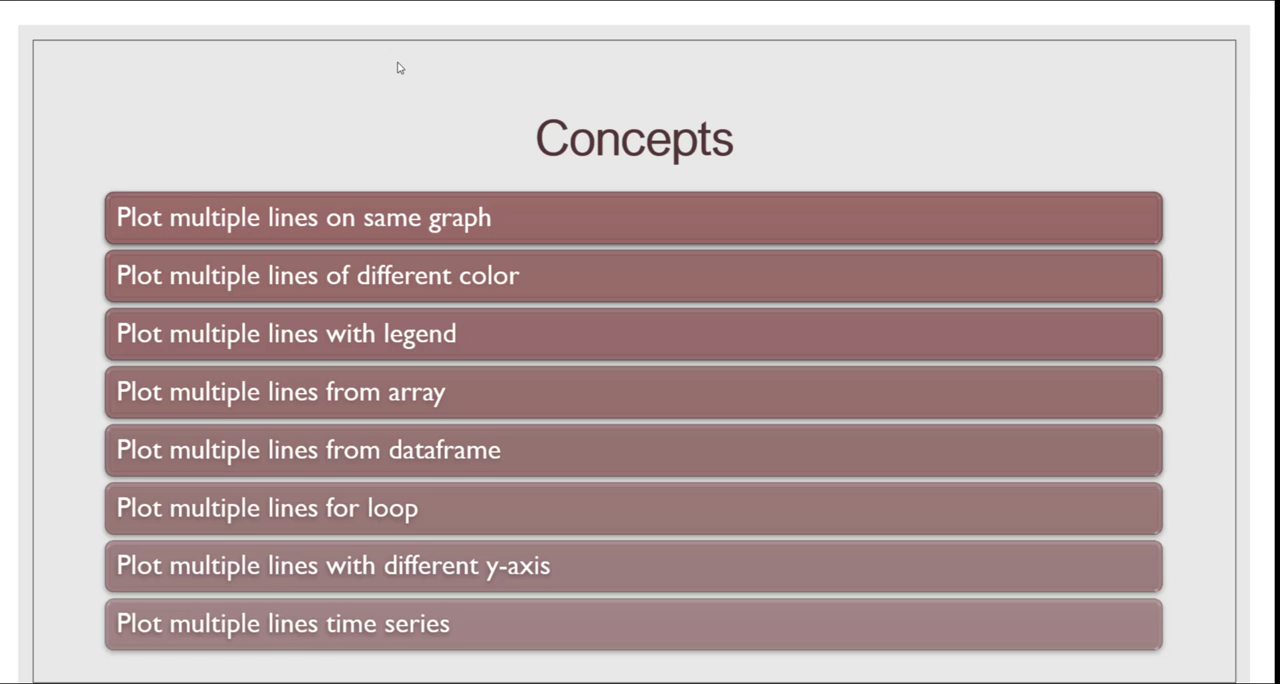 Concepts
Plot multiple lines on same graph
Plot multiple lines of different color
Plot multiple lines with legend
Plot multiple lines from array
Plot multiple lines from dataframe
Plot multiple lines for loop
Plot multiple lines with different y-axis
Plot multiple lines time series